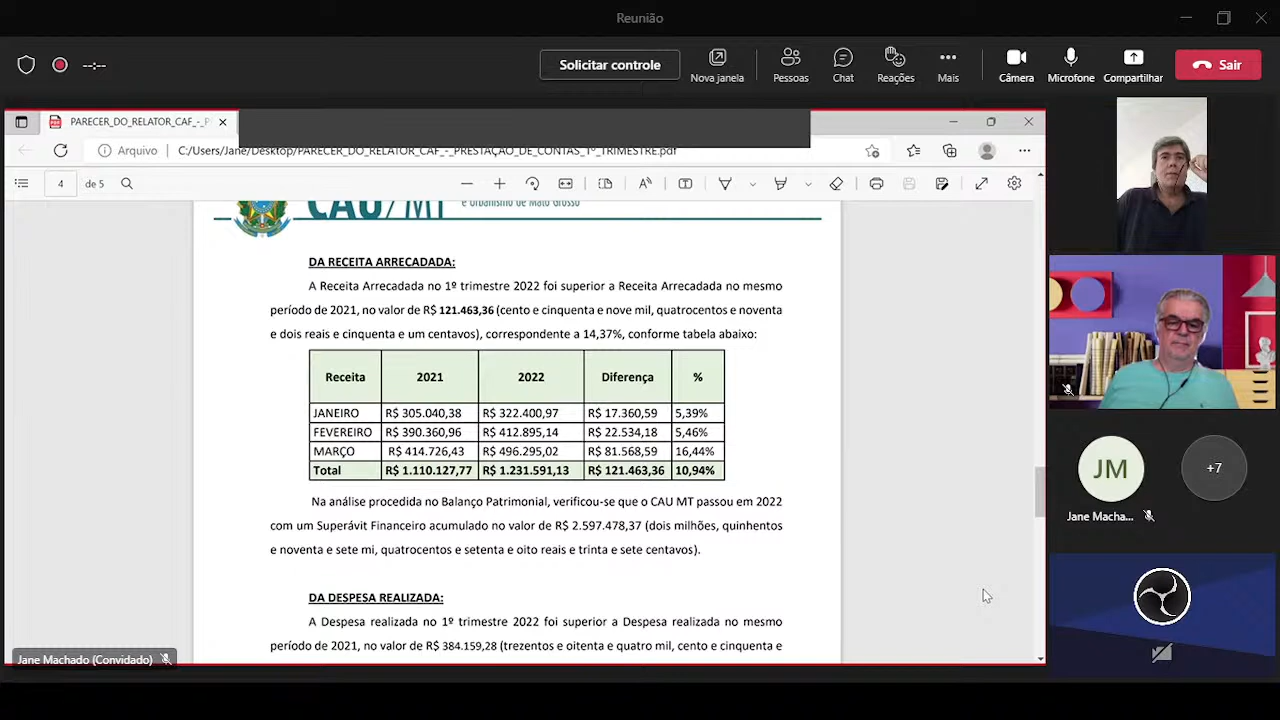 Reunião
--:--
Solicitar controle
Nova janela
Pessoas
Chat
Reações
Mais
Câmera
Microfone
Compartilhar
Sair
PARECER_DO_RELATOR_CAF_-_P
Arquivo
C:/Users/Jane/Desktop/PARECER_DO_RELATOR_CAF_-_PRESTAÇÃO_DE_CONTAS_1º_TRIMESTRE.pdf
4 de 5
CAU/MT
e Urbanismo de Mato Grosso
DA RECEITA ARRECADADA:
A Receita Arrecadada no 1º trimestre 2022 foi superior a Receita Arrecadada no mesmo
período de 2021, no valor de R$ 121.463,36 (cento e cinquenta e nove mil, quatrocentos e noventa
e dois reais e cinquenta e um centavos), correspondente a 14,37%, conforme tabela abaixo:
Receita 2021 2022 Diferença %
JANEIRO R$ 305.040,38 R$ 322.400,97 R$ 17.360,59 5,39%
FEVEREIRO R$ 390.360,96 R$ 412.895,14 R$ 22.534,18 5,46%
MARÇO R$ 414.726,43 R$ 496.295,02 R$ 81.568,59 16,44%
Total R$ 1.110.127,77 R$ 1.231.591,13 R$ 121.463,36 10,94%
Na análise procedida no Balanço Patrimonial, verificou-se que o CAU MT passou em 2022
com um Superávit Financeiro acumulado no valor de R$ 2.597.478,37 (dois milhões, quinhentos
e noventa e sete mi, quatrocentos e setenta e oito reais e trinta e sete centavos).
DA DESPESA REALIZADA:
A Despesa realizada no 1º trimestre 2022 foi superior a Despesa realizada no mesmo
período de 2021, no valor de R$ 384.159,28 (trezentos e oitenta e quatro mil, cento e cinquenta e
Jane Machado (Convidado)
JM
+7
Jane Macha...